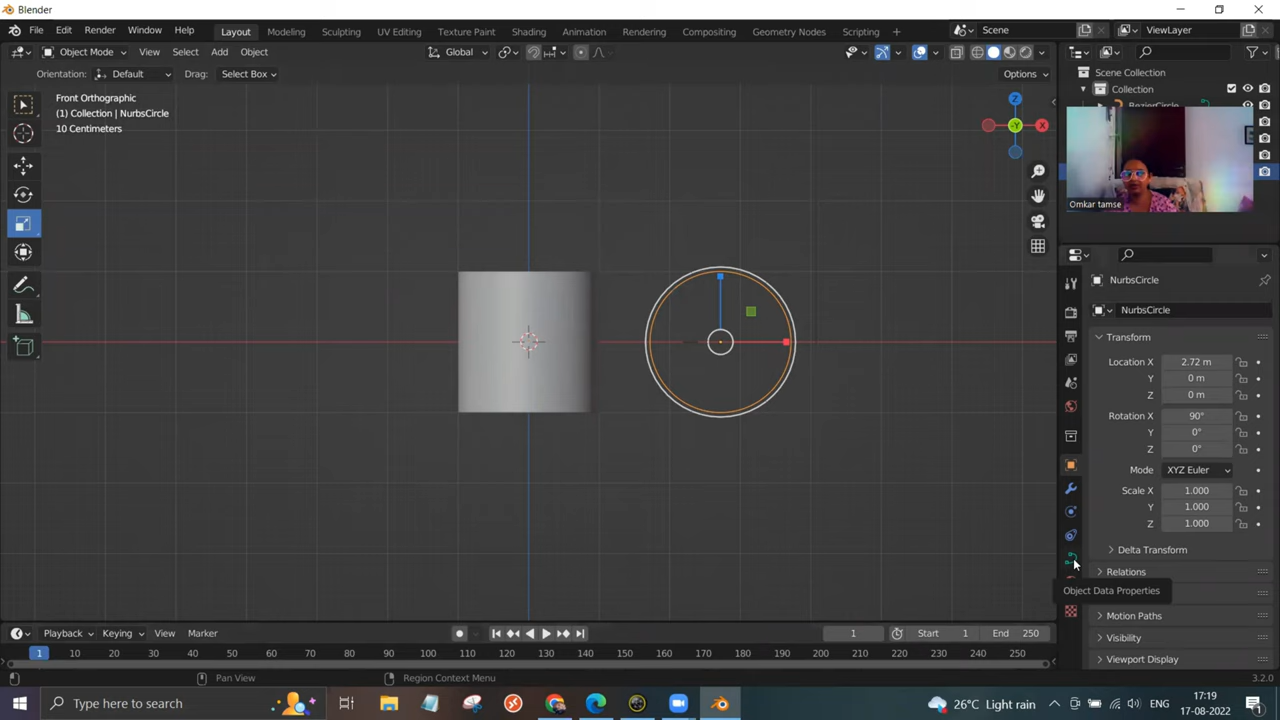 Blender
File Edit Render Window Help
Layout Modeling Sculpting UV Editing Texture Paint Shading Animation Rendering Compositing Geometry Nodes Scripting +
Scene
ViewLayer
Object Mode View Select Add Object
Global
Orientation: Default Drag: Select Box
Options
Scene Collection
Collection
BezierCircle
Front Orthographic
(1) Collection | NurbsCircle
10 Centimeters
Z
-Y
X
Omkar tamse
NurbsCircle
NurbsCircle
Transform
Location X 2.72 m
Y 0 m
Z 0 m
Rotation X 90°
Y 0°
Z 0°
Mode XYZ Euler
Scale X 1.000
Y 1.000
Z 1.000
Delta Transform
Relations
Object Data Properties
Motion Paths
Visibility
Viewport Display
Playback Keying View Marker
1
Start 1 End 250
1 10 20 30 40 50 60 70 80 90 100 110 120 130 140 150 160 170 180 190 200 210 220 230 240 250
Pan View
Region Context Menu
3.2.0
Type here to search
26°C Light rain
ENG
17:19
17-08-2022
1